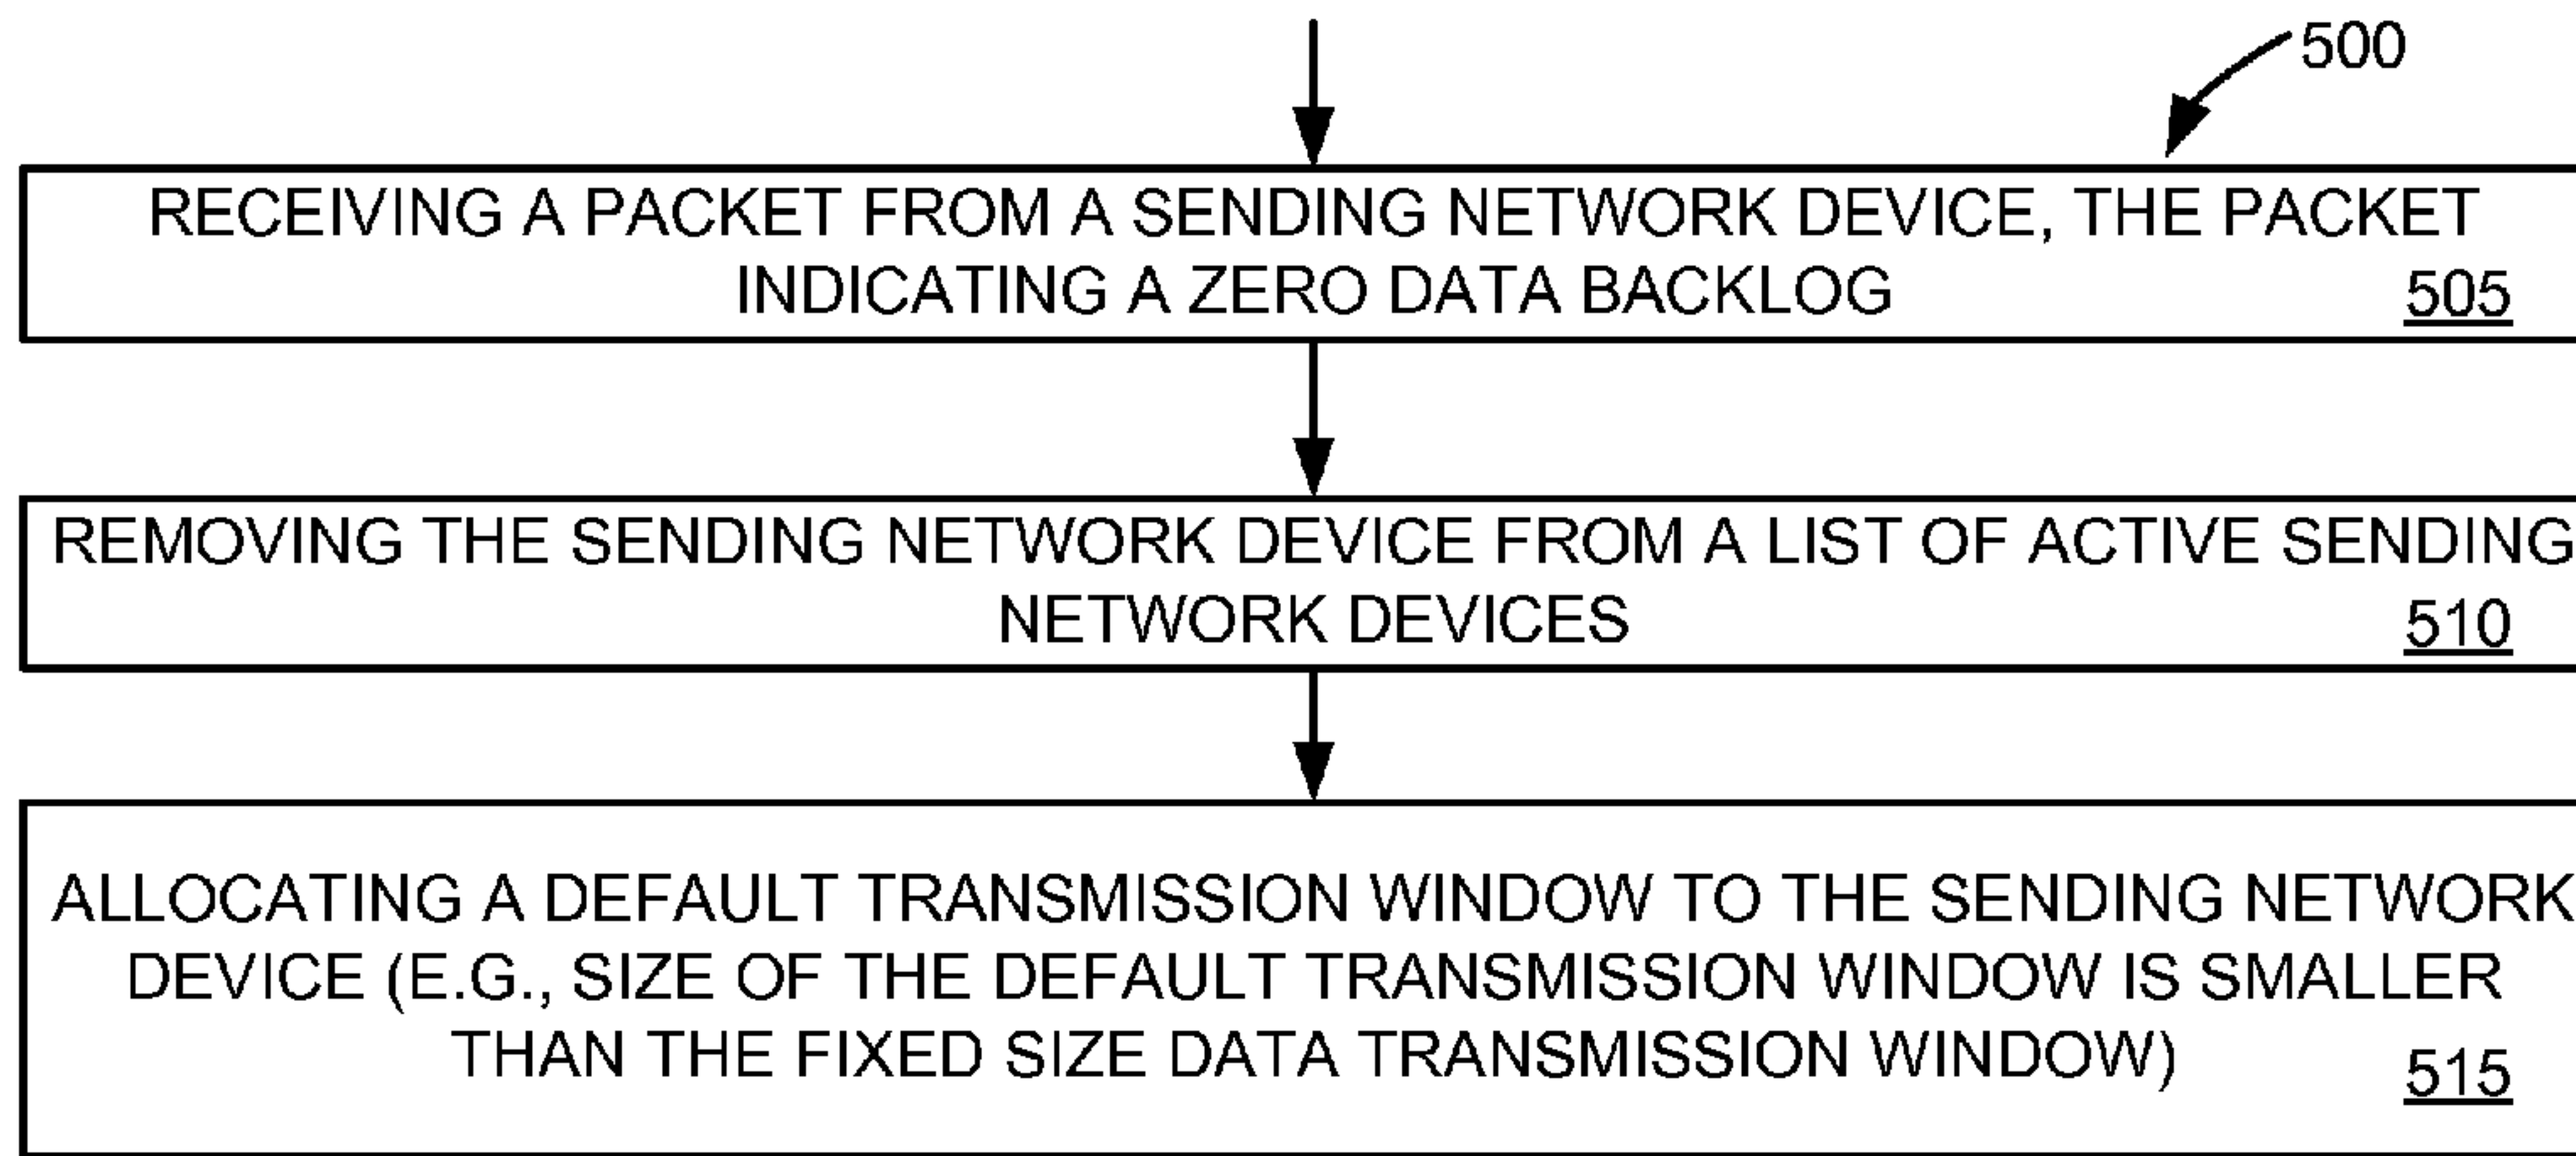 500
RECEIVING A PACKET FROM A SENDING NETWORK DEVICE, THE PACKET
INDICATING A ZERO DATA BACKLOG
505
REMOVING THE SENDING NETWORK DEVICE FROM A LIST OF ACTIVE SENDING
NETWORK DEVICES
510
ALLOCATING A DEFAULT TRANSMISSION WINDOW TO THE SENDING NETWORK
DEVICE (E.G., SIZE OF THE DEFAULT TRANSMISSION WINDOW IS SMALLER
THAN THE FIXED SIZE DATA TRANSMISSION WINDOW)
515